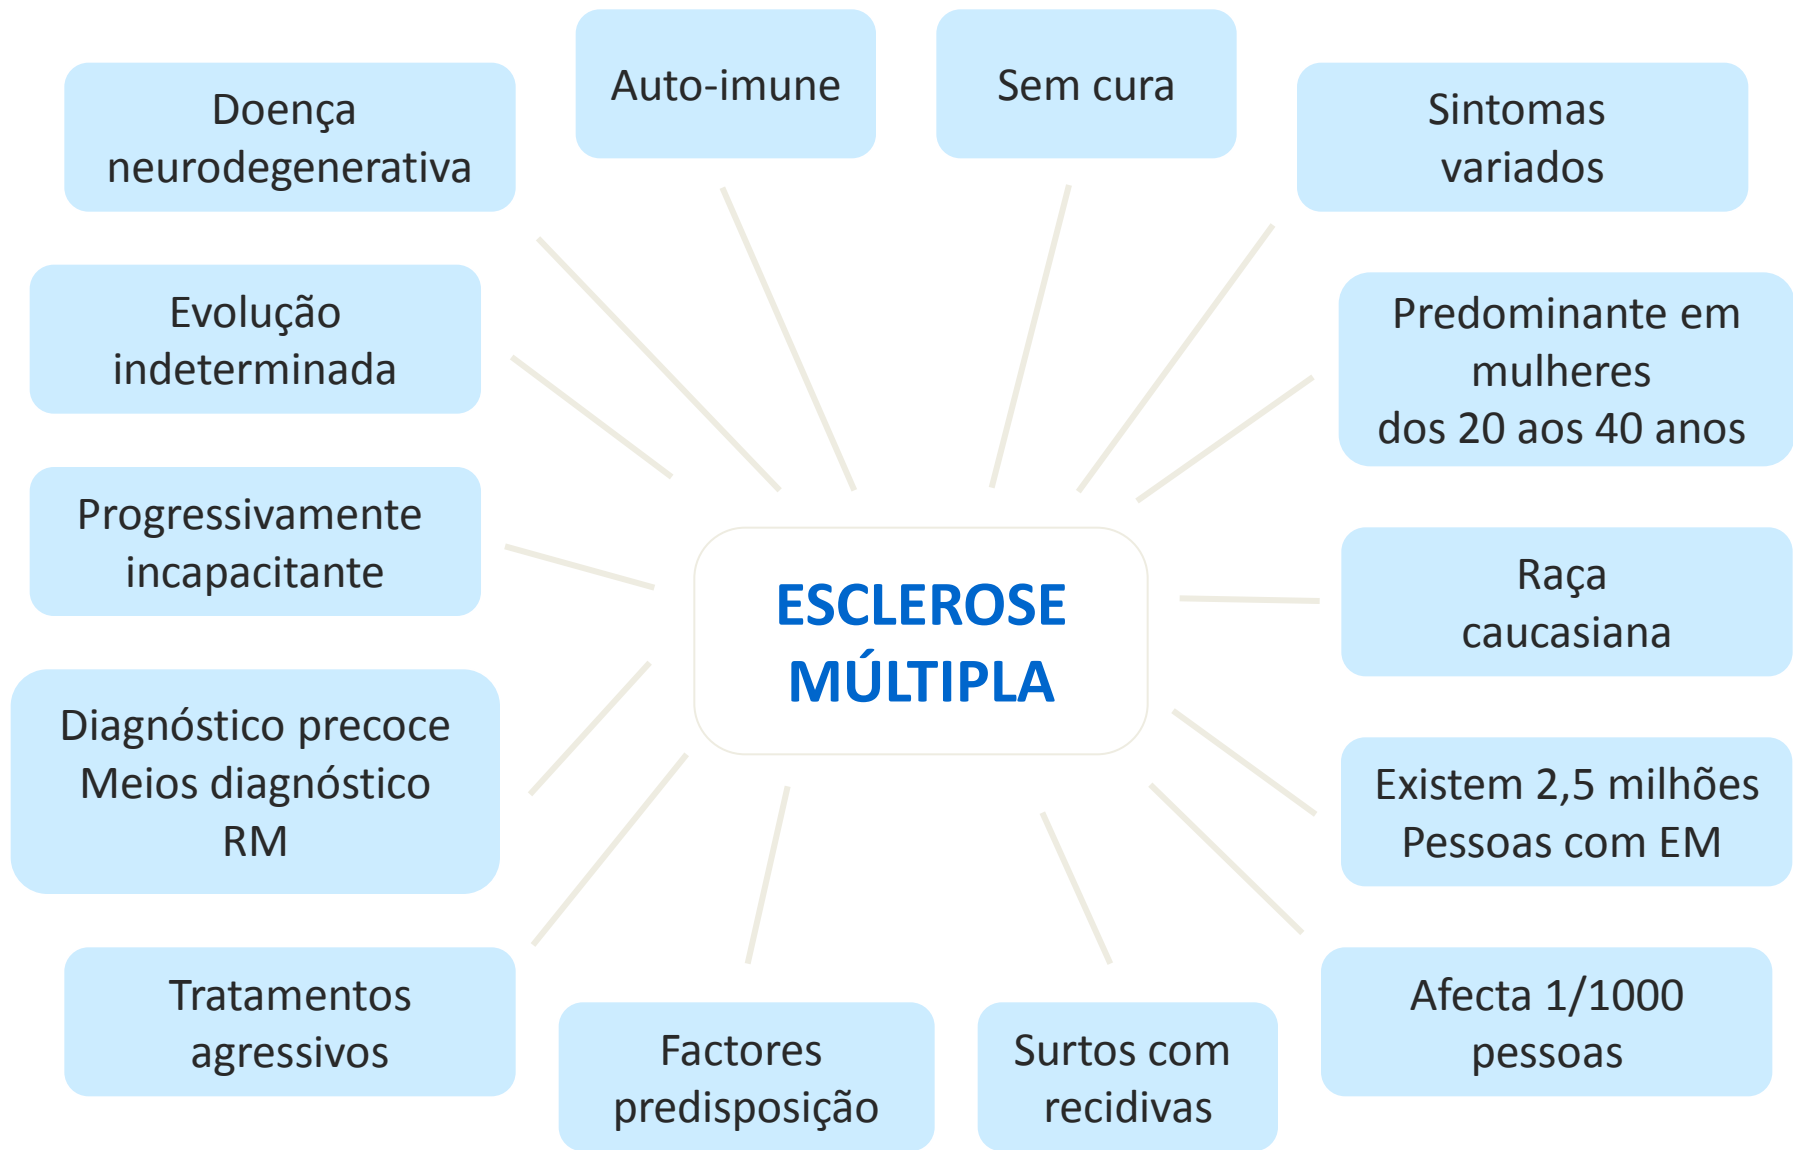 Auto-imune
Sem cura
Doença
neurodegenerativa
Sintomas
variados
Evolução
indeterminada
Predominante em
mulheres
dos 20 aos 40 anos
Progressivamente
incapacitante
ESCLEROSE
MÚLTIPLA
Raça
caucasiana
Diagnóstico precoce
Meios diagnóstico
RM
Existem 2,5 milhões
Pessoas com EM
Tratamentos
agressivos
Factores
predisposição
Surtos com
recidivas
Afecta 1/1000
pessoas